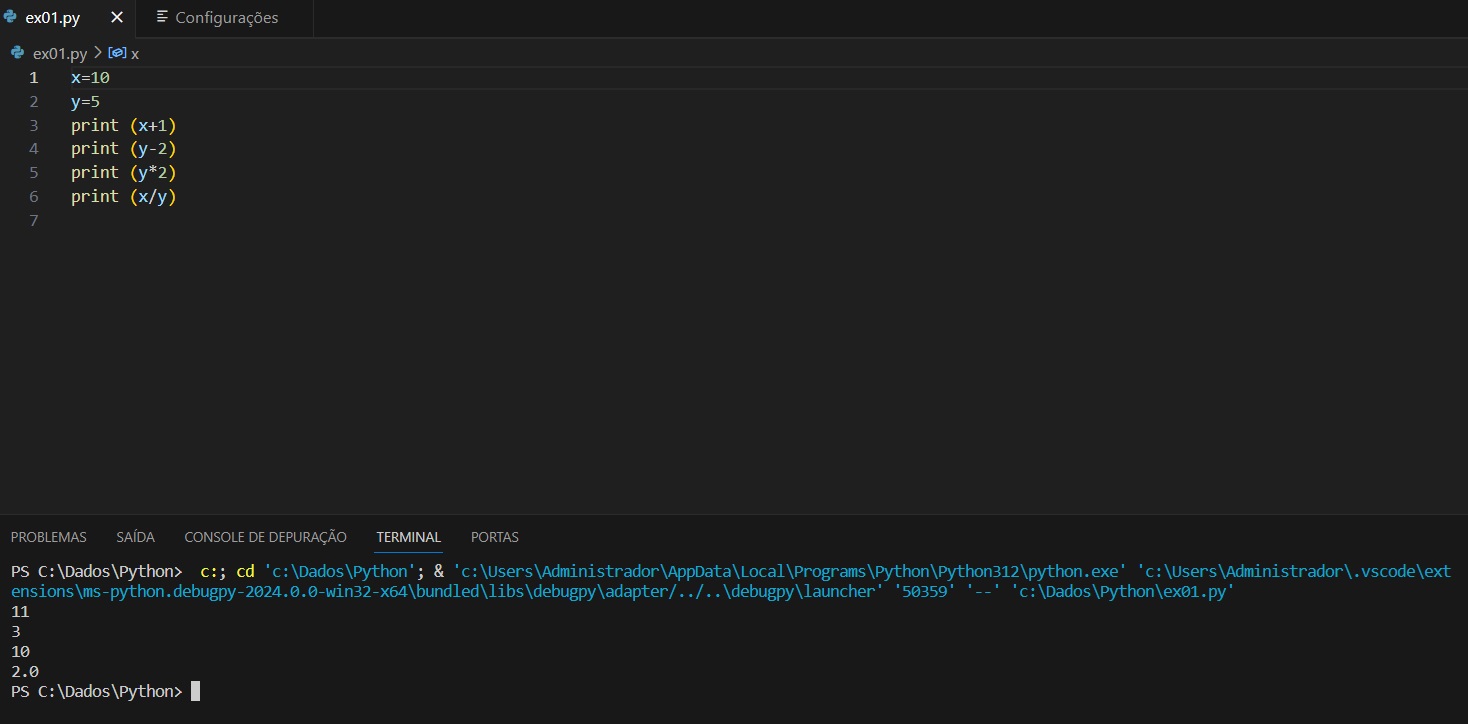 ex01.py Configurações
ex01.py > x
1 x=10
2 y=5
3 print (x+1)
4 print (y-2)
5 print (y*2)
6 print (x/y)
7
PROBLEMAS SAÍDA CONSOLE DE DEPURAÇÃO TERMINAL PORTAS
PS C:\Dados\Python>  c:; cd 'c:\Dados\Python'; & 'c:\Users\Administrador\AppData\Local\Programs\Python\Python312\python.exe' 'c:\Users\Administrador\.vscode\ext
ensions\ms-python.debugpy-2024.0.0-win32-x64\bundled\libs\debugpy\adapter/../..\debugpy\launcher' '50359' '--' 'c:\Dados\Python\ex01.py'
11
3
10
2.0
PS C:\Dados\Python>